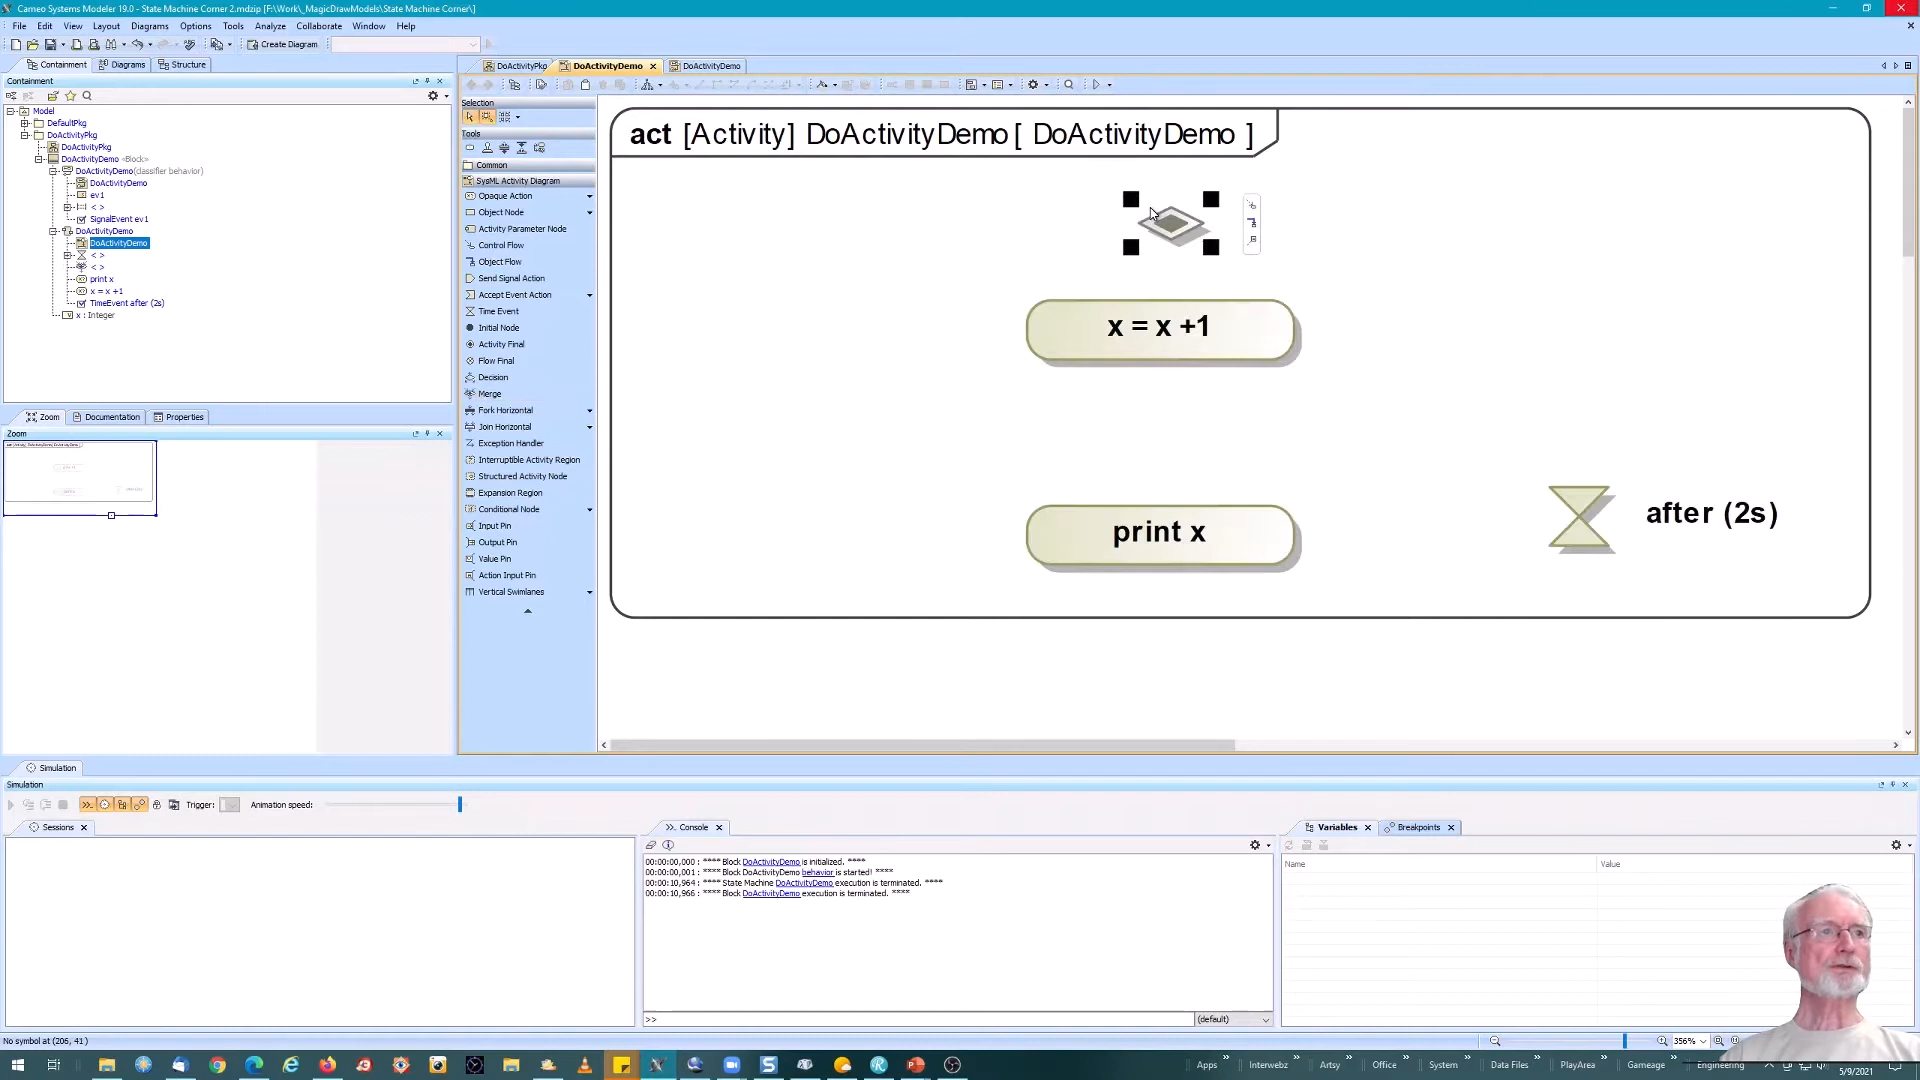 Cameo Systems Modeler 19.0 - State Machine Corner 2.mdzip [F:\Work\_MagicDrawModels\State Machine Corner\]
File Edit View Layout Diagrams Options Tools Analyze Collaborate Window Help
Create Diagram
Containment Diagrams Structure
Containment
Model
DefaultPkg
DoActivityPkg
DoActivityPkg
DoActivityDemo «Block»
DoActivityDemo(classifier behavior)
DoActivityDemo
ev1
< >
SignalEvent ev1
DoActivityDemo
DoActivityDemo
< >
< >
print x
x = x +1
TimeEvent after (2s)
x : Integer
Zoom Documentation Properties
Zoom
DoActivityPkg DoActivityDemo DoActivityDemo
Selection
Tools
Common
SysML Activity Diagram
Opaque Action
Object Node
Activity Parameter Node
Control Flow
Object Flow
Send Signal Action
Accept Event Action
Time Event
Initial Node
Activity Final
Flow Final
Decision
Merge
Fork Horizontal
Join Horizontal
Exception Handler
Interruptible Activity Region
Structured Activity Node
Expansion Region
Conditional Node
Input Pin
Output Pin
Value Pin
Action Input Pin
Vertical Swimlanes
act [Activity] DoActivityDemo [ DoActivityDemo ]
x = x +1
print x
after (2s)
Simulation
Simulation
Trigger: Animation speed:
Sessions
Console
00:00:00,000 : **** Block DoActivityDemo is initialized. ****
00:00:00,001 : **** Block DoActivityDemo behavior is started! ****
00:00:10,964 : **** State Machine DoActivityDemo execution is terminated. ****
00:00:10,966 : **** Block DoActivityDemo execution is terminated. ****
>>
(default)
Variables Breakpoints
Name Value
No symbol at (206, 41)
356%
Apps Interwebz Artsy Office System Data Files PlayArea Gameage Engineering
5/9/2021